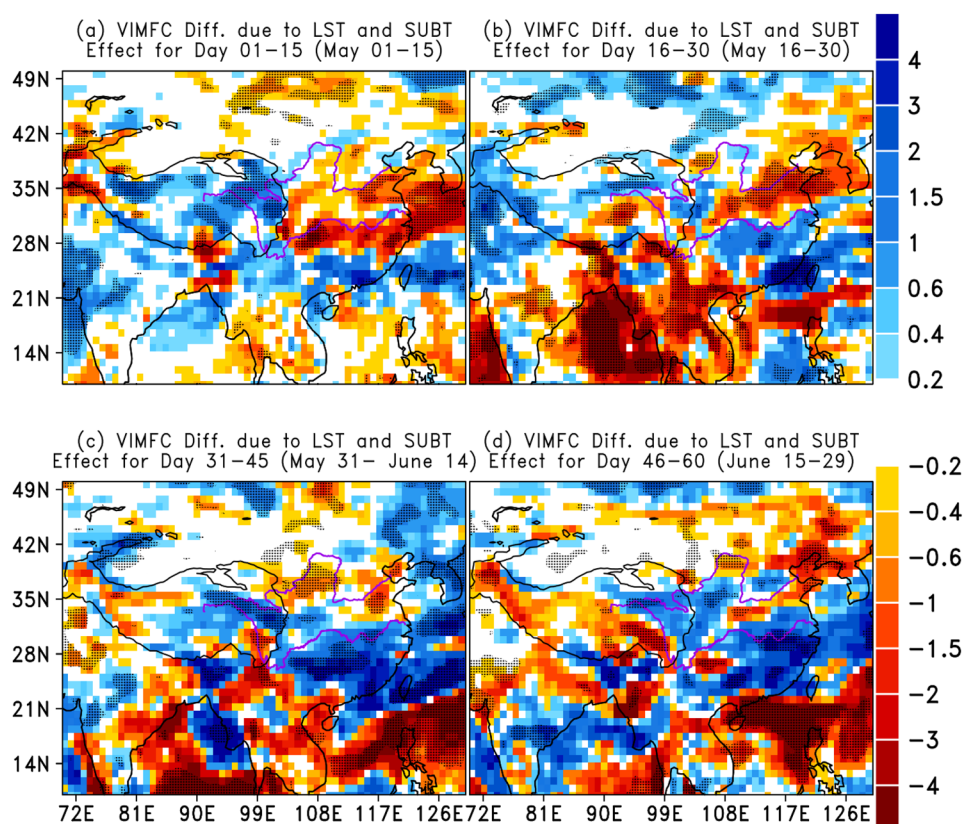 (a) VIMFC Diff. due to LST and SUBT
Effect for Day 01−15 (May 01−15)
(b) VIMFC Diff. due to LST and SUBT
Effect for Day 16−30 (May 16−30)
49N
42N
35N
28N
21N
14N
4
3
2
1.5
1
0.6
0.4
0.2
(c) VIMFC Diff. due to LST and SUBT
Effect for Day 31−45 (May 31− June 14)
(d) VIMFC Diff. due to LST and SUBT
Effect for Day 46−60 (June 15−29)
49N
42N
35N
28N
21N
14N
72E 81E 90E 99E 108E 117E 126E
72E 81E 90E 99E 108E 117E 126E
−0.2
−0.4
−0.6
−1
−1.5
−2
−3
−4